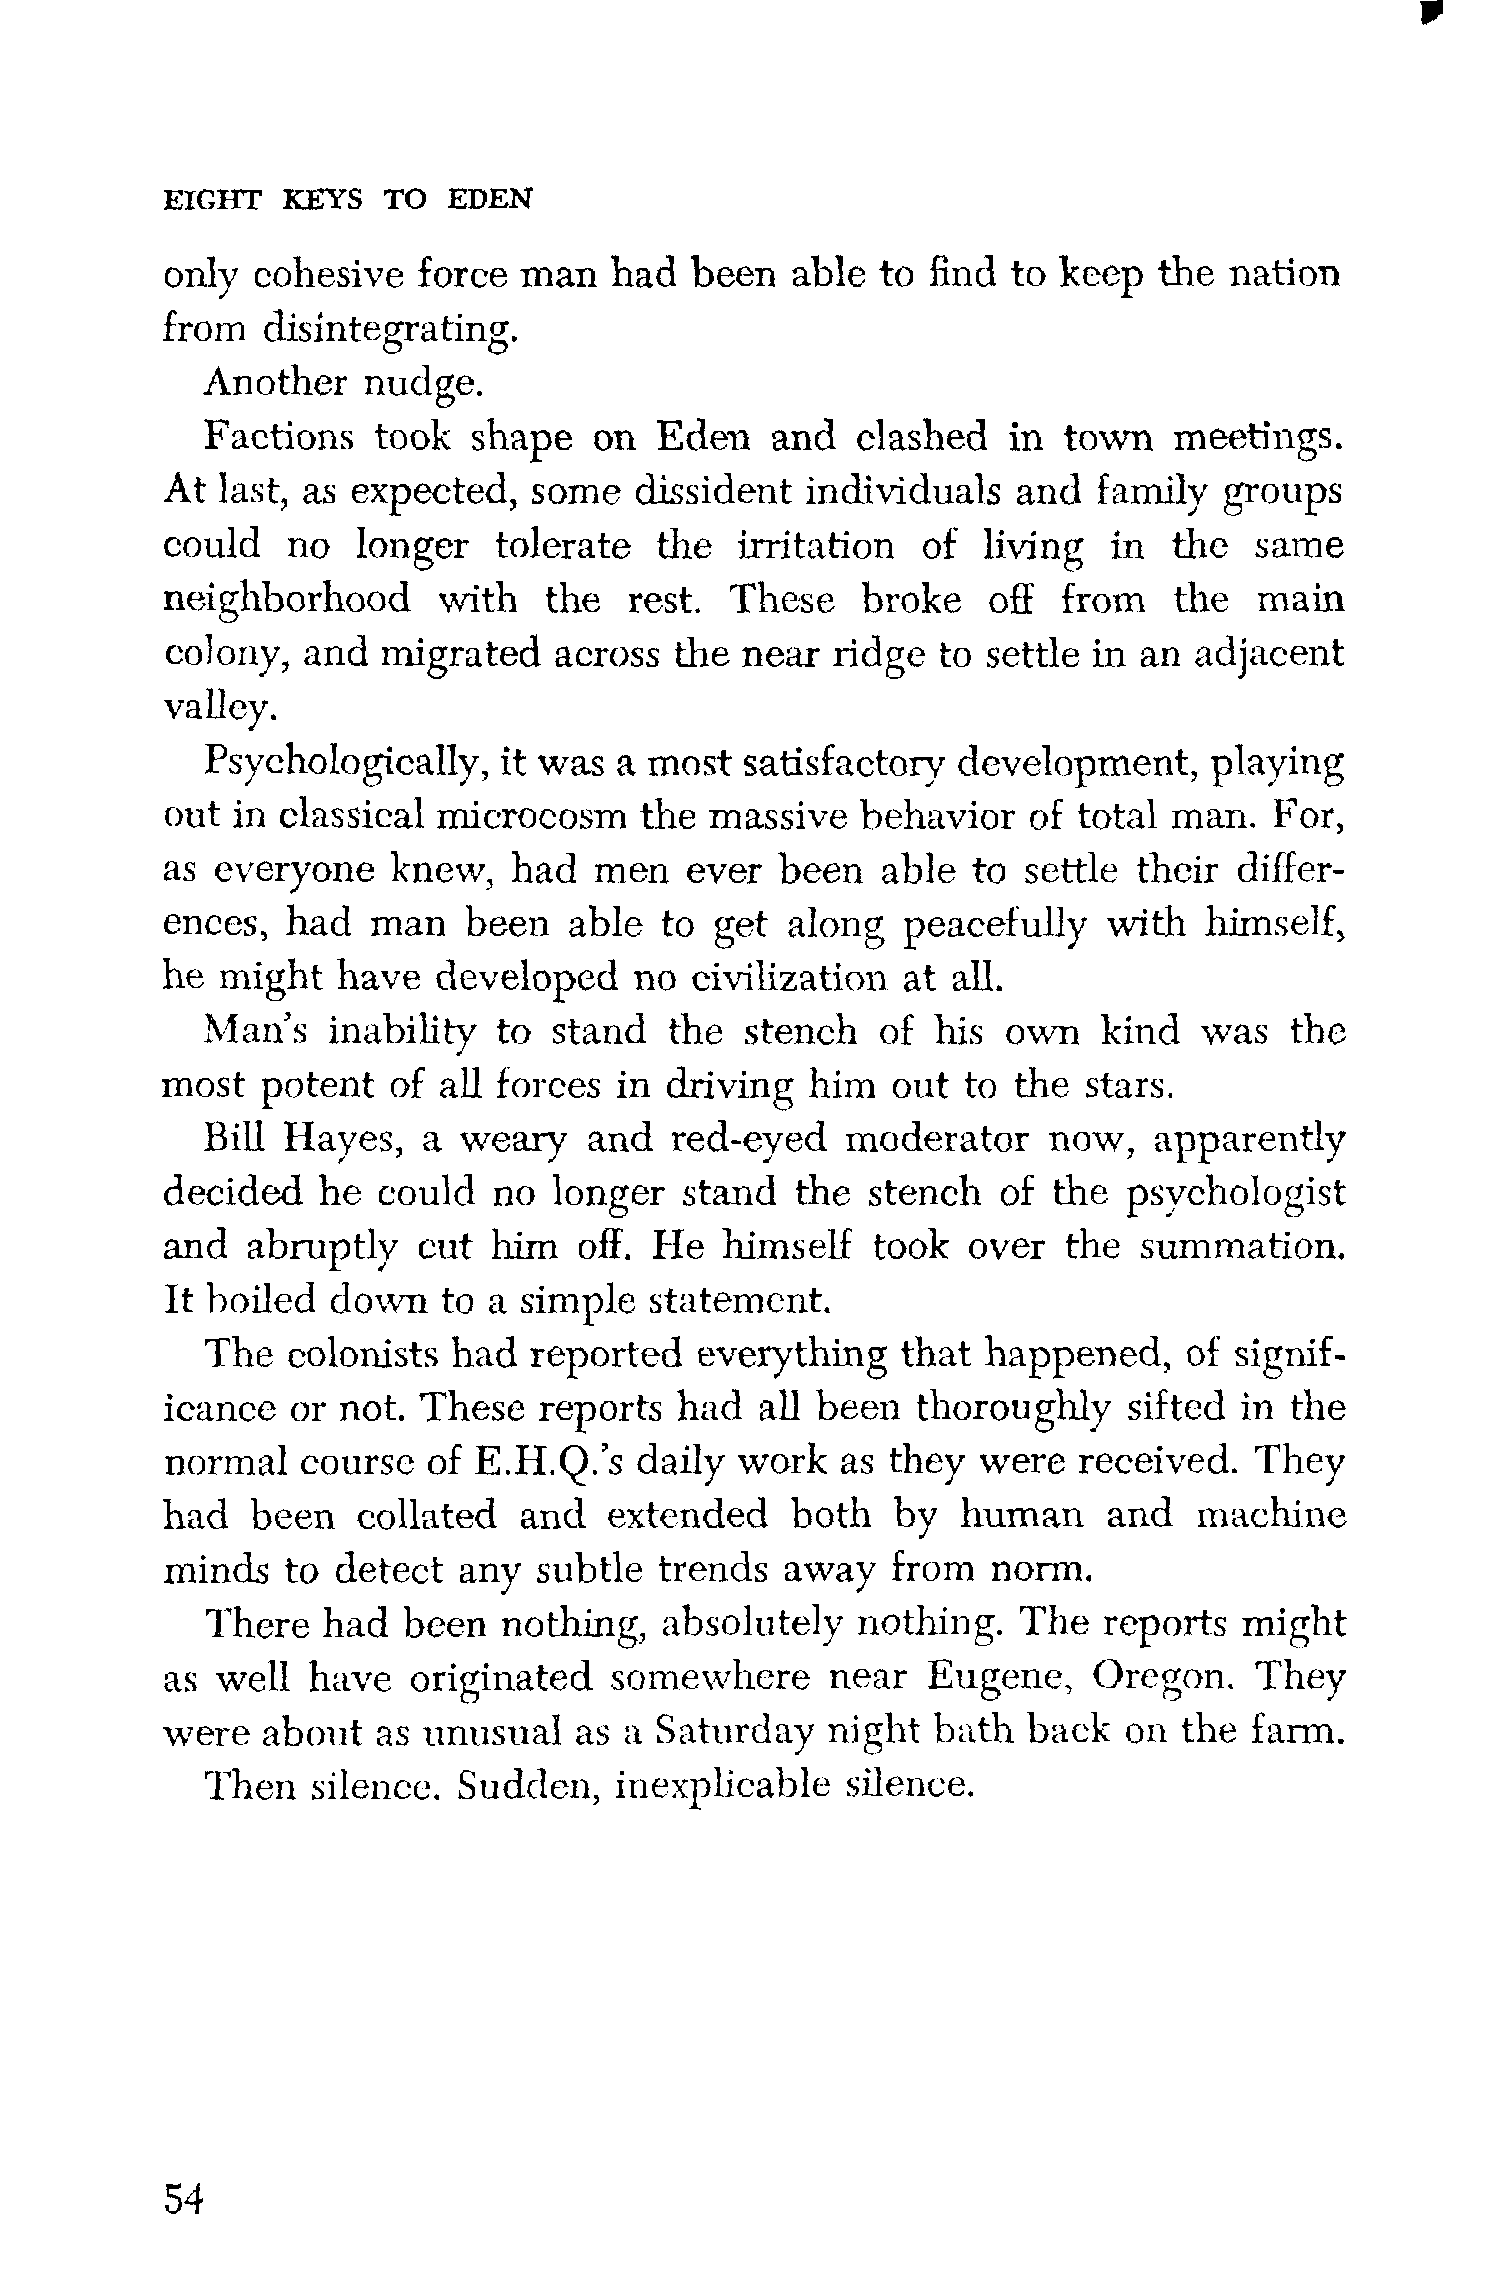 EIGHT KEYS TO EDEN
only cohesive force man had been able to find to keep the nation
from disintegrating.
Another nudge.
Factions took shape on Eden and clashed in town meetings.
At last, as expected, some dissident individuals and family groups
could no longer tolerate the irritation of living in the same
neighborhood with the rest. These broke off from the main
colony, and migrated across the near ridge to settle in an adjacent
valley.
Psychologically, it was a most satisfactory development, playing
out in classical microcosm the massive behavior of total man. For,
as everyone knew, had men ever been able to settle their differ-
ences, had man been able to get along peacefully with himself,
he might have developed no civilization at all.
Man's inability to stand the stench of his own kind was the
most potent of all forces in driving him out to the stars.
Bill Hayes, a weary and red-eyed moderator now, apparently
decided he could no longer stand the stench of the psychologist
and abruptly cut him off. He himself took over the summation.
It boiled down to a simple statement.
The colonists had reported everything that happened, of signif-
icance or not. These reports had all been thoroughly sifted in the
normal course of E.H.Q.'s daily work as they were received. They
had been collated and extended both by human and machine
minds to detect any subtle trends away from norm.
There had been nothing, absolutely nothing. The reports might
as well have originated somewhere near Eugene, Oregon. They
were about as unusual as a Saturday night bath back on the farm.
Then silence. Sudden, inexplicable silence.
54